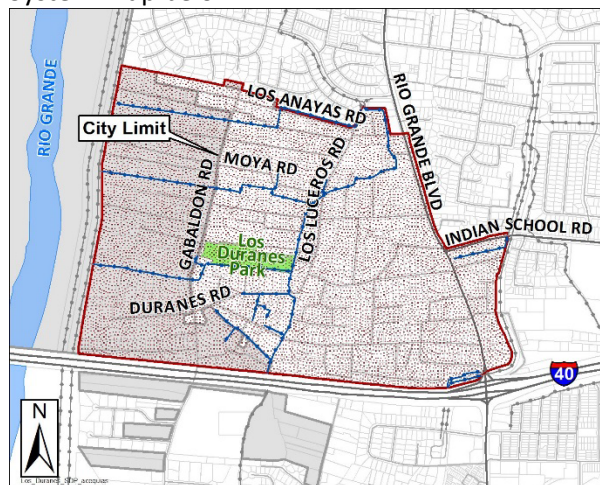 RIO GRANDE
LOS ANAYAS RD
City Limit
MOYA RD
GABALDON RD
LOS LUCEROS RD
RIO GRANDE BLVD
INDIAN SCHOOL RD
Los
Duranes
Park
DURANES RD
40
N
Los_Duranes_SDP_acequias